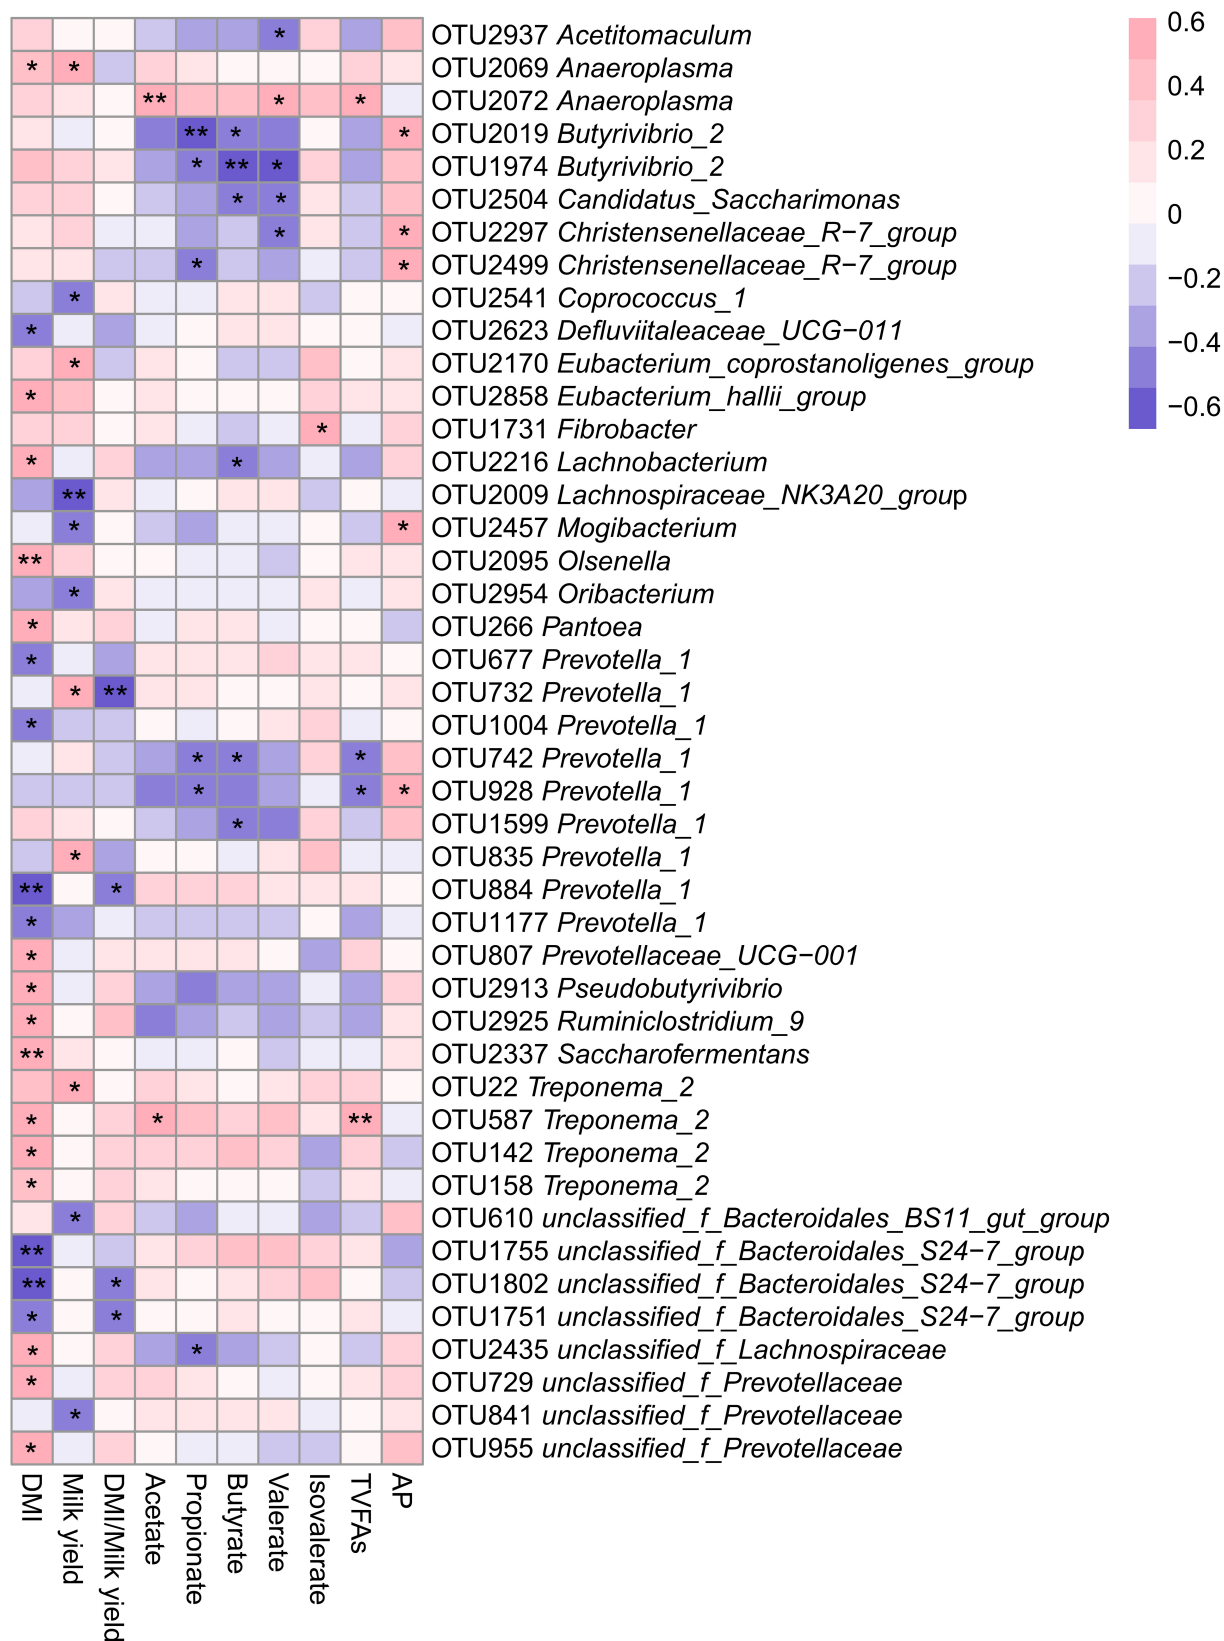 OTU2937 Acetitomaculum
* OTU2069 Anaeroplasma
* *
OTU2072 Anaeroplasma
** * *
OTU2019 Butyrivibrio_2
** * *
OTU1974 Butyrivibrio_2
* ** *
OTU2504 Candidatus_Saccharimonas
* *
OTU2297 Christensenellaceae_R−7_group
* *
OTU2499 Christensenellaceae_R−7_group
* *
OTU2541 Coprococcus_1
*
OTU2623 Defluviitaleaceae_UCG−011
*
OTU2170 Eubacterium_coprostanoligenes_group
*
OTU2858 Eubacterium_hallii_group
*
OTU1731 Fibrobacter
*
OTU2216 Lachnobacterium
* *
OTU2009 Lachnospiraceae_NK3A20_group
**
OTU2457 Mogibacterium
* *
OTU2095 Olsenella
**
OTU2954 Oribacterium
*
OTU266 Pantoea
*
OTU677 Prevotella_1
*
OTU732 Prevotella_1
* **
OTU1004 Prevotella_1
*
OTU742 Prevotella_1
* * *
OTU928 Prevotella_1
* * *
OTU1599 Prevotella_1
*
OTU835 Prevotella_1
*
OTU884 Prevotella_1
** *
OTU1177 Prevotella_1
*
OTU807 Prevotellaceae_UCG−001
*
OTU2913 Pseudobutyrivibrio
*
OTU2925 Ruminiclostridium_9
*
OTU2337 Saccharofermentans
**
OTU22 Treponema_2
*
OTU587 Treponema_2
* * **
OTU142 Treponema_2
*
OTU158 Treponema_2
*
OTU610 unclassified_f_Bacteroidales_BS11_gut_group
*
OTU1755 unclassified_f_Bacteroidales_S24−7_group
**
OTU1802 unclassified_f_Bacteroidales_S24−7_group
** *
OTU1751 unclassified_f_Bacteroidales_S24−7_group
* *
OTU2435 unclassified_f_Lachnospiraceae
* *
OTU729 unclassified_f_Prevotellaceae
*
OTU841 unclassified_f_Prevotellaceae
*
OTU955 unclassified_f_Prevotellaceae
*
DMI
Milk yield
DMI/Milk yield
Acetate
Propionate
Butyrate
Valerate
Isovalerate
TVFAs
AP
0.6
0.4
0.2
0
−0.2
−0.4
−0.6